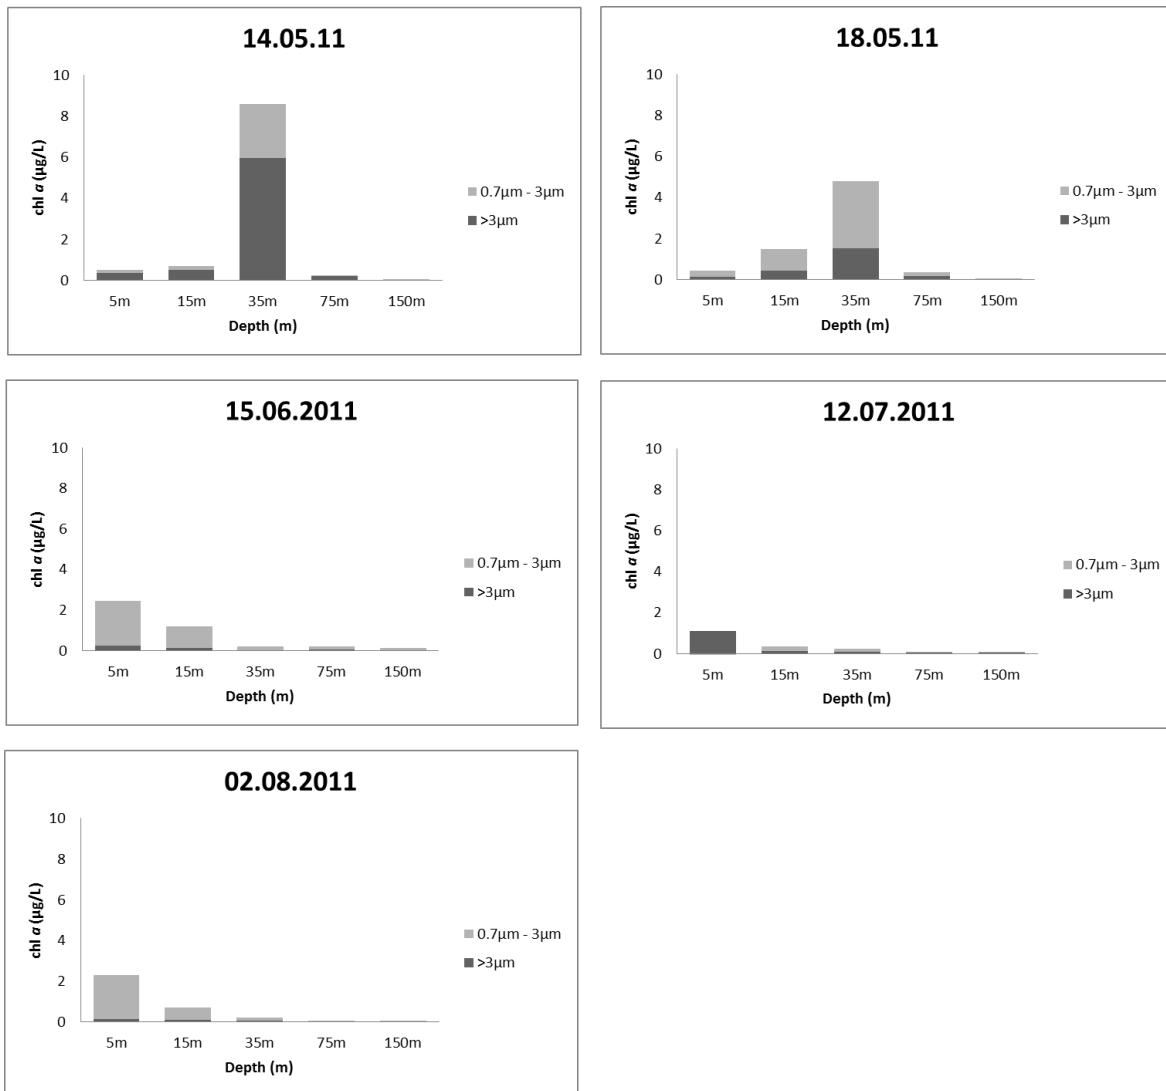 14.05.11
10
8
6
4
2
0
chl a (µg/L)
5m 15m 35m 75m 150m
Depth (m)
0.7µm - 3µm
>3µm
18.05.11
10
8
6
4
2
0
chl a (µg/L)
5m 15m 35m 75m 150m
Depth (m)
0.7µm - 3µm
>3µm
15.06.2011
10
8
6
4
2
0
chl a (µg/L)
5m 15m 35m 75m 150m
Depth (m)
0.7µm - 3µm
>3µm
12.07.2011
10
8
6
4
2
0
chl a (µg/L)
5m 15m 35m 75m 150m
Depth (m)
0.7µm - 3µm
>3µm
02.08.2011
10
8
6
4
2
0
chl a (µg/L)
5m 15m 35m 75m 150m
Depth (m)
0.7µm - 3µm
>3µm